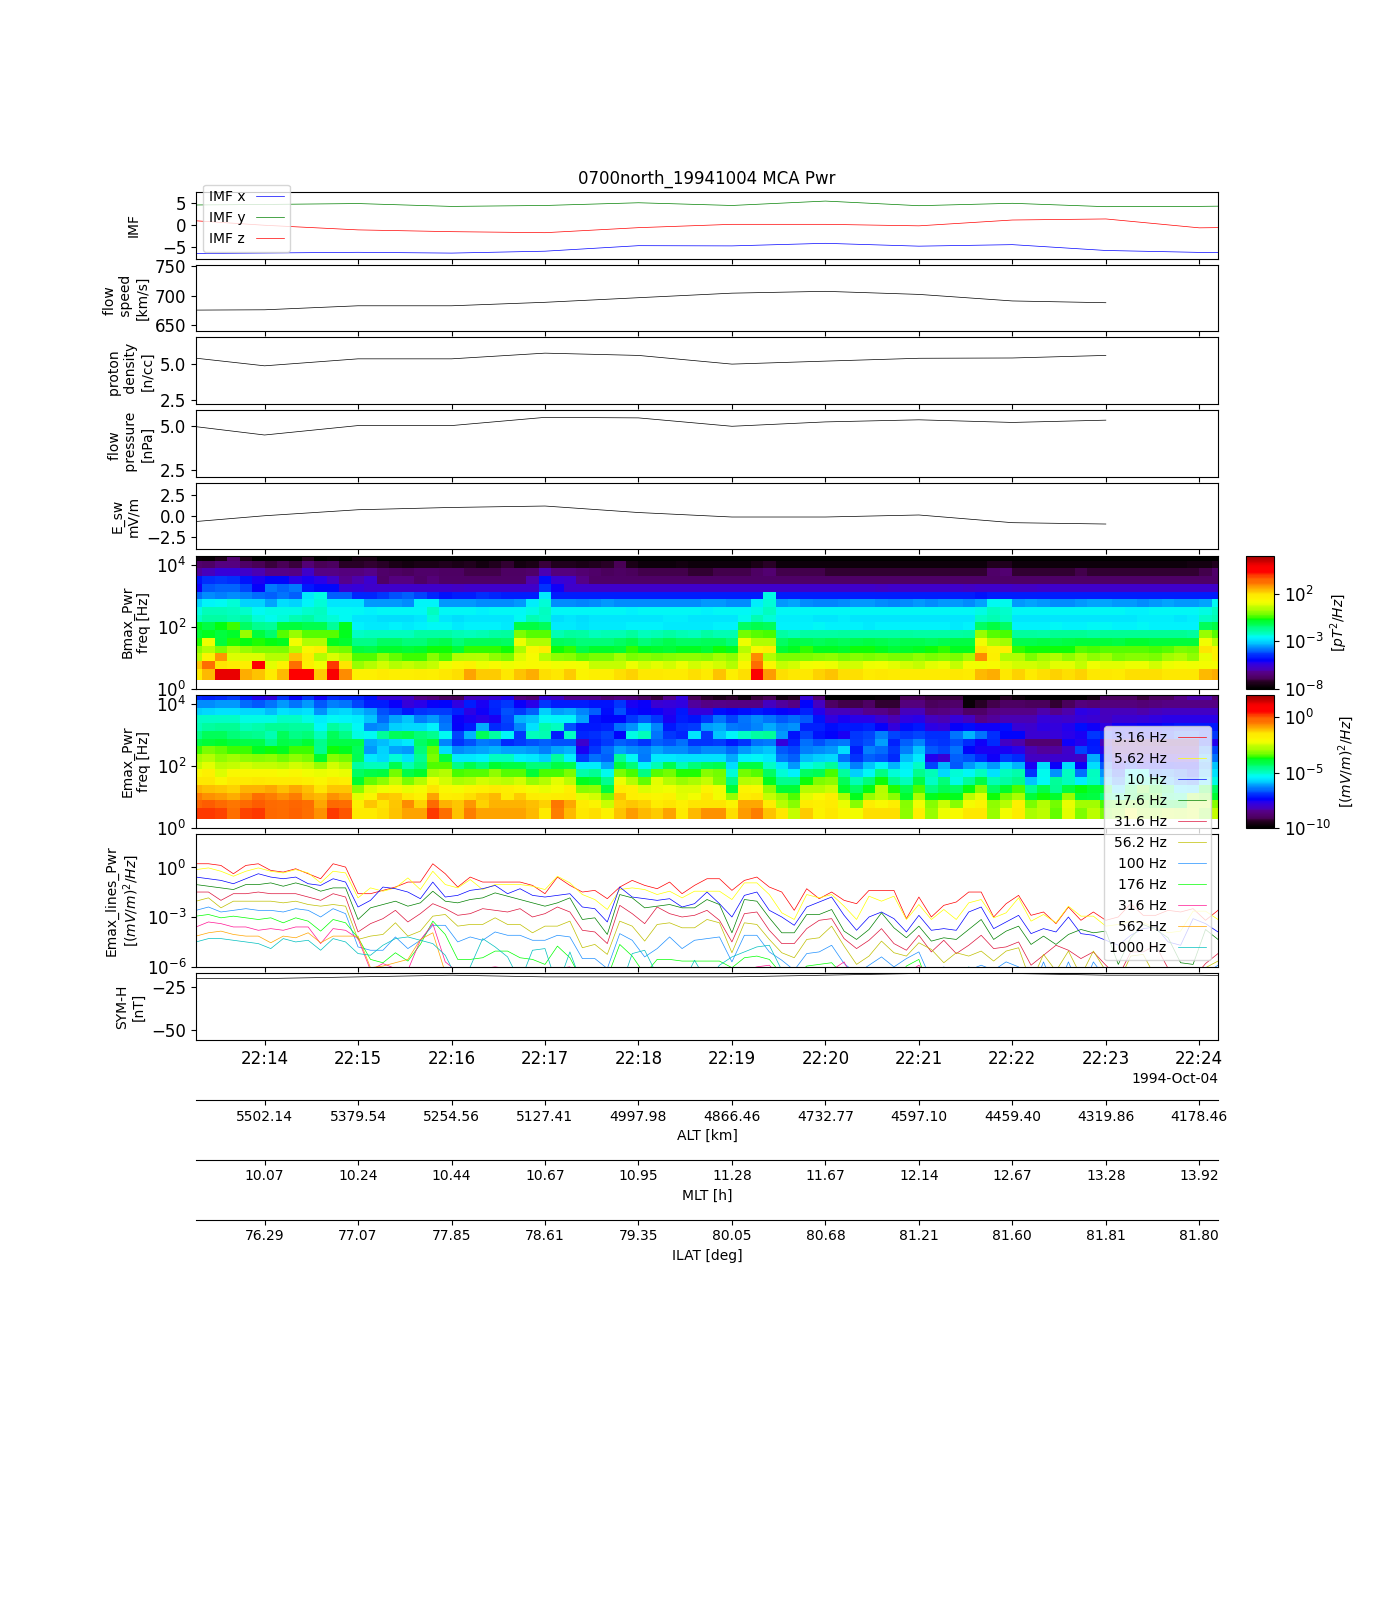 0700north_19941004 MCA Pwr
IMF
5
0
−5
IMF x
IMF y
IMF z
flow
speed
[km/s]
750
700
650
proton
density
[n/cc]
5.0
2.5
flow
pressure
[nPa]
5.0
2.5
E_sw
mV/m
2.5
0.0
−2.5
Bmax_Pwr
freq [Hz]
10^4
10^2
10^0
10^2
10^−3
10^−8
[pT^2/Hz]
Emax_Pwr
freq [Hz]
10^4
10^2
10^0
10^0
10^−5
10^−10
[(mV/m)^2/Hz]
3.16 Hz
5.62 Hz
10 Hz
17.6 Hz
31.6 Hz
56.2 Hz
100 Hz
176 Hz
316 Hz
562 Hz
1000 Hz
Emax_lines_Pwr
[(mV/m)^2/Hz]
10^0
10^−3
10^−6
SYM-H
[nT]
−25
−50
22:14 22:15 22:16 22:17 22:18 22:19 22:20 22:21 22:22 22:23 22:24
1994-Oct-04
5502.14 5379.54 5254.56 5127.41 4997.98 4866.46 4732.77 4597.10 4459.40 4319.86 4178.46
ALT [km]
10.07 10.24 10.44 10.67 10.95 11.28 11.67 12.14 12.67 13.28 13.92
MLT [h]
76.29 77.07 77.85 78.61 79.35 80.05 80.68 81.21 81.60 81.81 81.80
ILAT [deg]